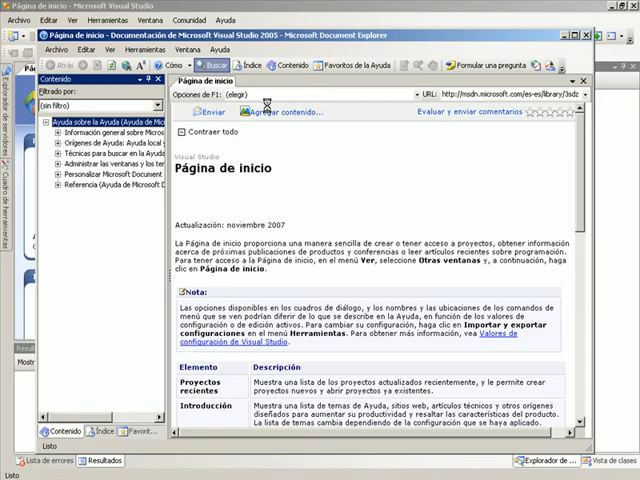 Página de inicio - Microsoft Visual Studio
Archivo Editar Ver Herramientas Ventana Comunidad Ayuda
Página de inicio - Documentación de Microsoft Visual Studio 2005 - Microsoft Document Explorer
Archivo Editar Ver Herramientas Ventana Ayuda
Atrás Cómo Buscar Índice Contenido Favoritos de la Ayuda Formular una pregunta
Explorador de servidores
Cuadro de herramientas
Contenido
Filtrado por:
(sin filtro)
Ayuda sobre la Ayuda (Ayuda de Mic
Información general sobre Micros
Orígenes de Ayuda: Ayuda local y
Técnicas para buscar en la Ayuda
Administrar las ventanas y los ter
Personalizar Microsoft Document
Referencia (Ayuda de Microsoft D
Contenido Índice Favorit...
Página de inicio
Opciones de F1: (elegir) URL: http://msdn.microsoft.com/es-es/library/3sdz
Enviar Agregar contenido... Evaluar y enviar comentarios
Contraer todo
Visual Studio
Página de inicio
Actualización: noviembre 2007
La Página de inicio proporciona una manera sencilla de crear o tener acceso a proyectos, obtener información
acerca de próximas publicaciones de productos y conferencias o leer artículos recientes sobre programación.
Para tener acceso a la Página de inicio, en el menú Ver, seleccione Otras ventanas y, a continuación, haga
clic en Página de inicio.
Nota:
Las opciones disponibles en los cuadros de diálogo, y los nombres y las ubicaciones de los comandos de
menú que se ven podrían diferir de lo que se describe en la Ayuda, en función de los valores de
configuración o de edición activos. Para cambiar su configuración, haga clic en Importar y exportar
configuraciones en el menú Herramientas. Para obtener más información, vea Valores de
configuración de Visual Studio.
Elemento Descripción
Proyectos recientes Muestra una lista de los proyectos actualizados recientemente, y le permite crear
proyectos nuevos y abrir proyectos ya existentes.
Introducción Muestra una lista de temas de Ayuda, sitios web, artículos técnicos y otros orígenes
diseñados para aumentar su productividad y resaltar las características del producto.
La lista de temas cambia dependiendo de la configuración que se haya aplicado.
Listo
Lista de errores Resultados Explorador de ... Vista de clases
Listo